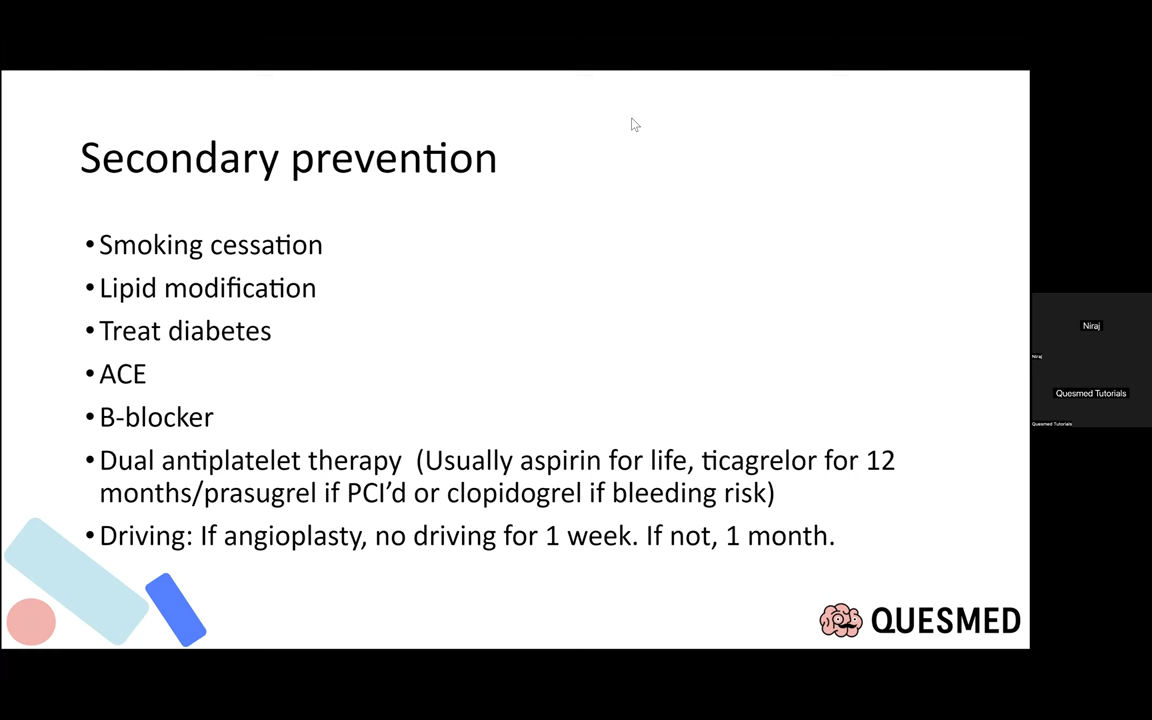 Secondary prevention
• Smoking cessation
• Lipid modification
• Treat diabetes
• ACE
• B-blocker
• Dual antiplatelet therapy (Usually aspirin for life, ticagrelor for 12
months/prasugrel if PCI’d or clopidogrel if bleeding risk)
• Driving: If angioplasty, no driving for 1 week. If not, 1 month.
QUESMED
Niraj
Niraj
Quesmed Tutorials
Quesmed Tutorials